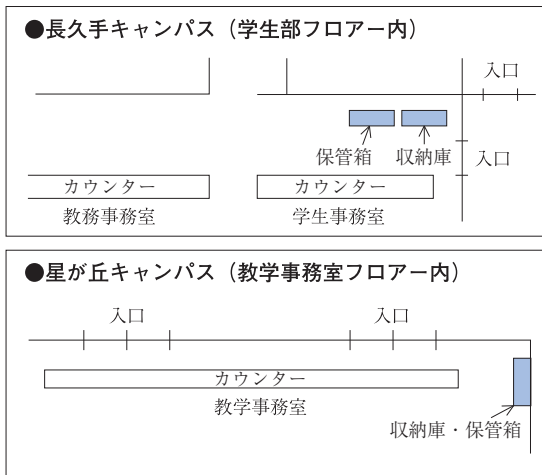 ●長久手キャンパス（学生部フロアー内）
入口
保管箱
収納庫
入口
カウンター
カウンター
教務事務室
学生事務室
●星が丘キャンパス（教学事務室フロアー内）
入口
入口
カウンター
教学事務室
収納庫・保管箱